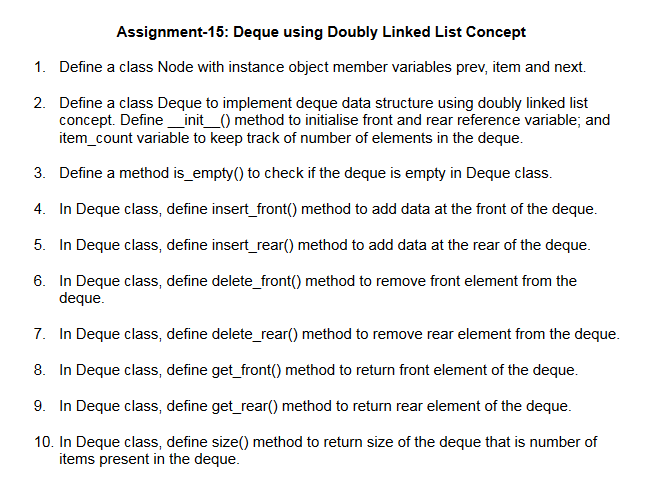 Assignment-15: Deque using Doubly Linked List Concept
1. Define a class Node with instance object member variables prev, item and next.
2. Define a class Deque to implement deque data structure using doubly linked list
concept. Define __init__() method to initialise front and rear reference variable; and
item_count variable to keep track of number of elements in the deque.
3. Define a method is_empty() to check if the deque is empty in Deque class.
4. In Deque class, define insert_front() method to add data at the front of the deque.
5. In Deque class, define insert_rear() method to add data at the rear of the deque.
6. In Deque class, define delete_front() method to remove front element from the
deque.
7. In Deque class, define delete_rear() method to remove rear element from the deque.
8. In Deque class, define get_front() method to return front element of the deque.
9. In Deque class, define get_rear() method to return rear element of the deque.
10. In Deque class, define size() method to return size of the deque that is number of
items present in the deque.